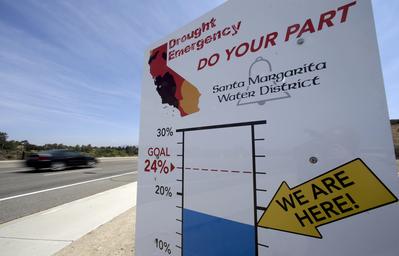 Drought
Emergency
DO YOUR PART
Santa Margarita
Water District
30%
GOAL
24%
20%
WE ARE
HERE!
10%